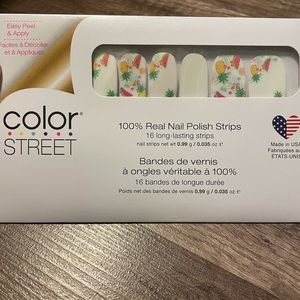 Easy Peel
& Apply
Faciles à Décoller
et à Appliquer
color
STREET
100% Real Nail Polish Strips
16 long-lasting strips
nail strips net wt 0.99 g / 0.035 oz ℮
Bandes de vernis
à ongles véritable à 100%
16 bandes de longue durée
Poids net des bandes de vernis 0.99 g / 0.035 oz ℮
Made in USA
Fabriquées au
ÉTATS-UNIS